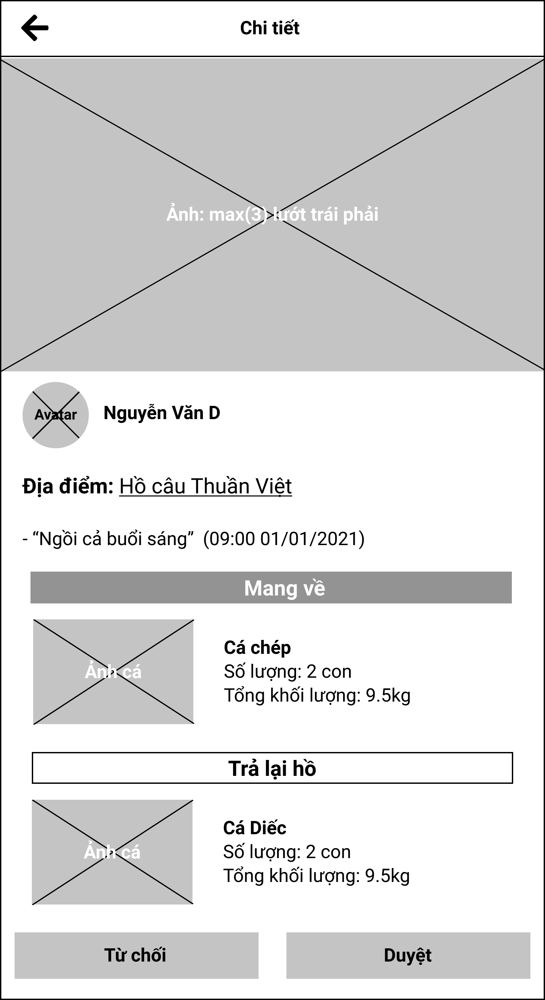 Chi tiết
Ảnh: max(3) lướt trái phải
Avatar
Nguyễn Văn D
Địa điểm: Hồ câu Thuần Việt
- “Ngồi cả buổi sáng” (09:00 01/01/2021)
Mang về
Ảnh cá
Cá chép
Số lượng: 2 con
Tổng khối lượng: 9.5kg
Trả lại hồ
Ảnh cá
Cá Diếc
Số lượng: 2 con
Tổng khối lượng: 9.5kg
Từ chối
Duyệt